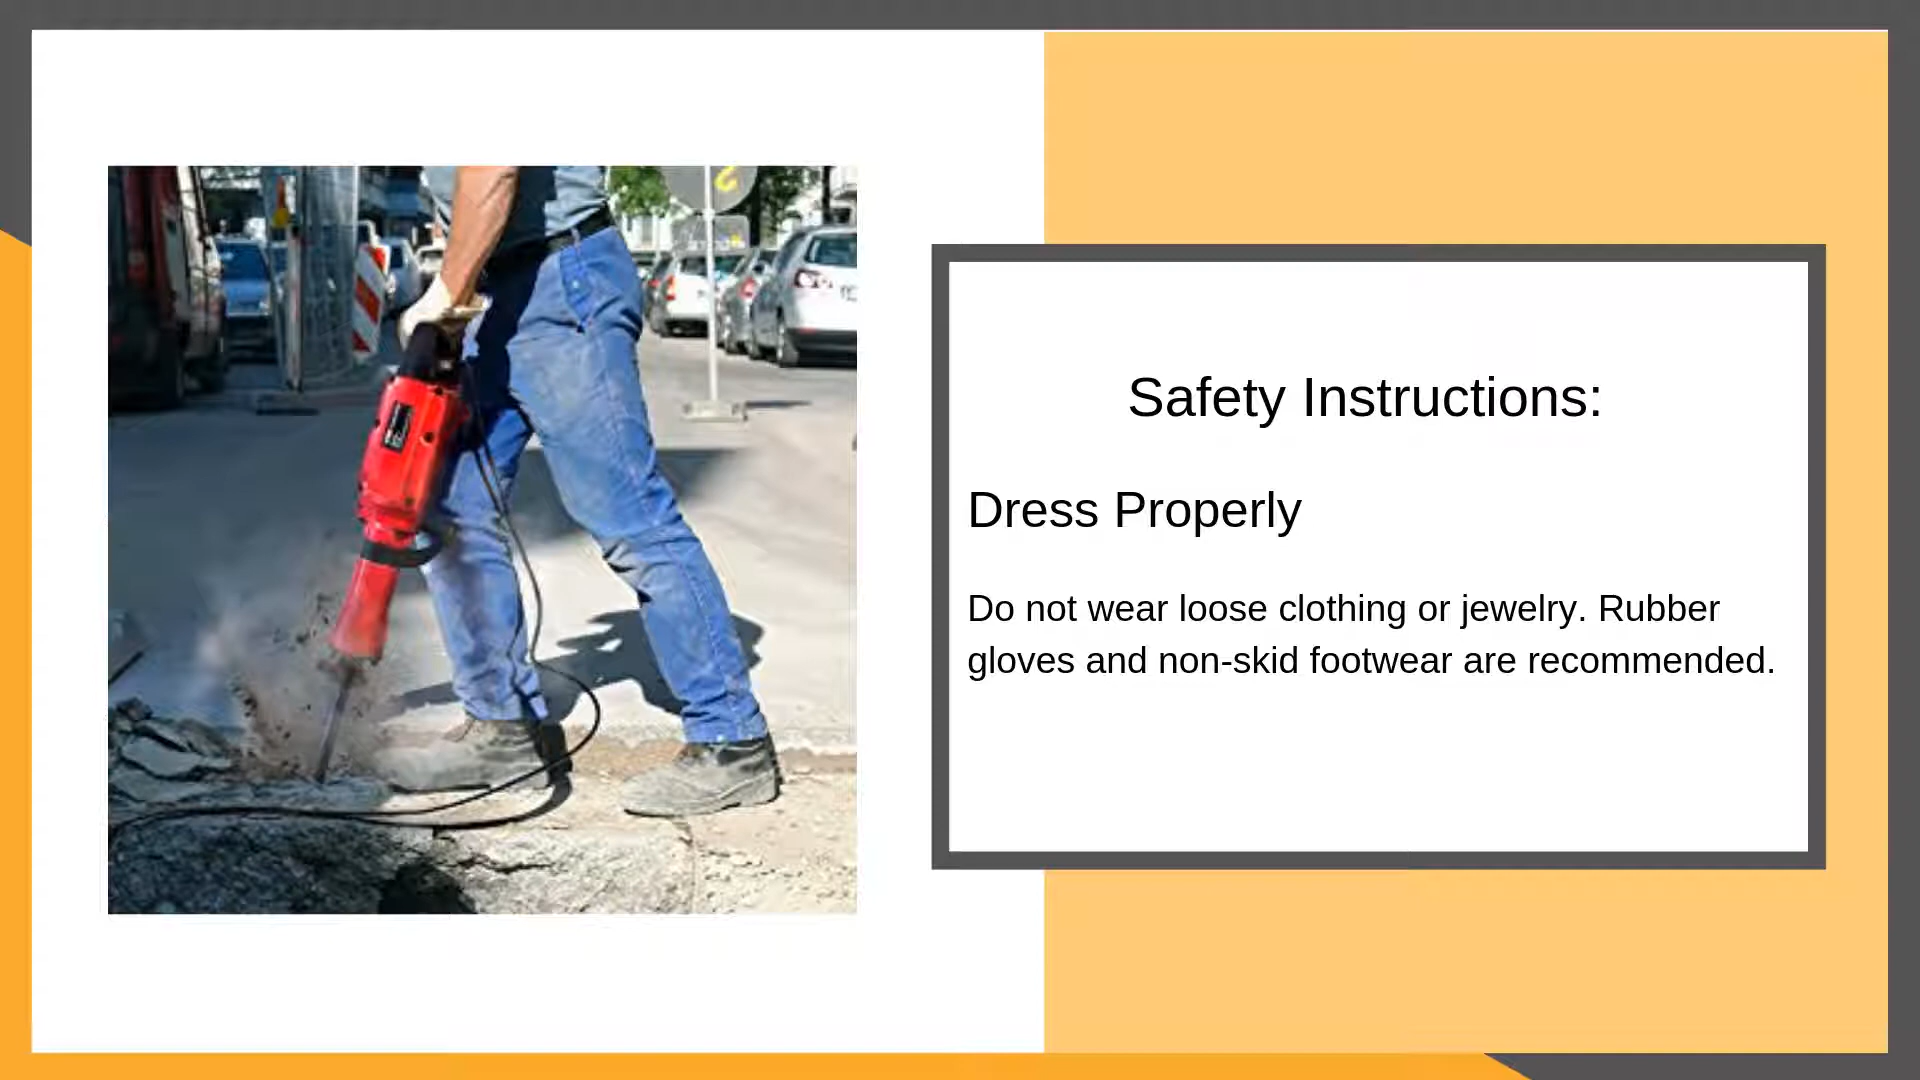 Safety Instructions:
Dress Properly
Do not wear loose clothing or jewelry. Rubber
gloves and non-skid footwear are recommended.